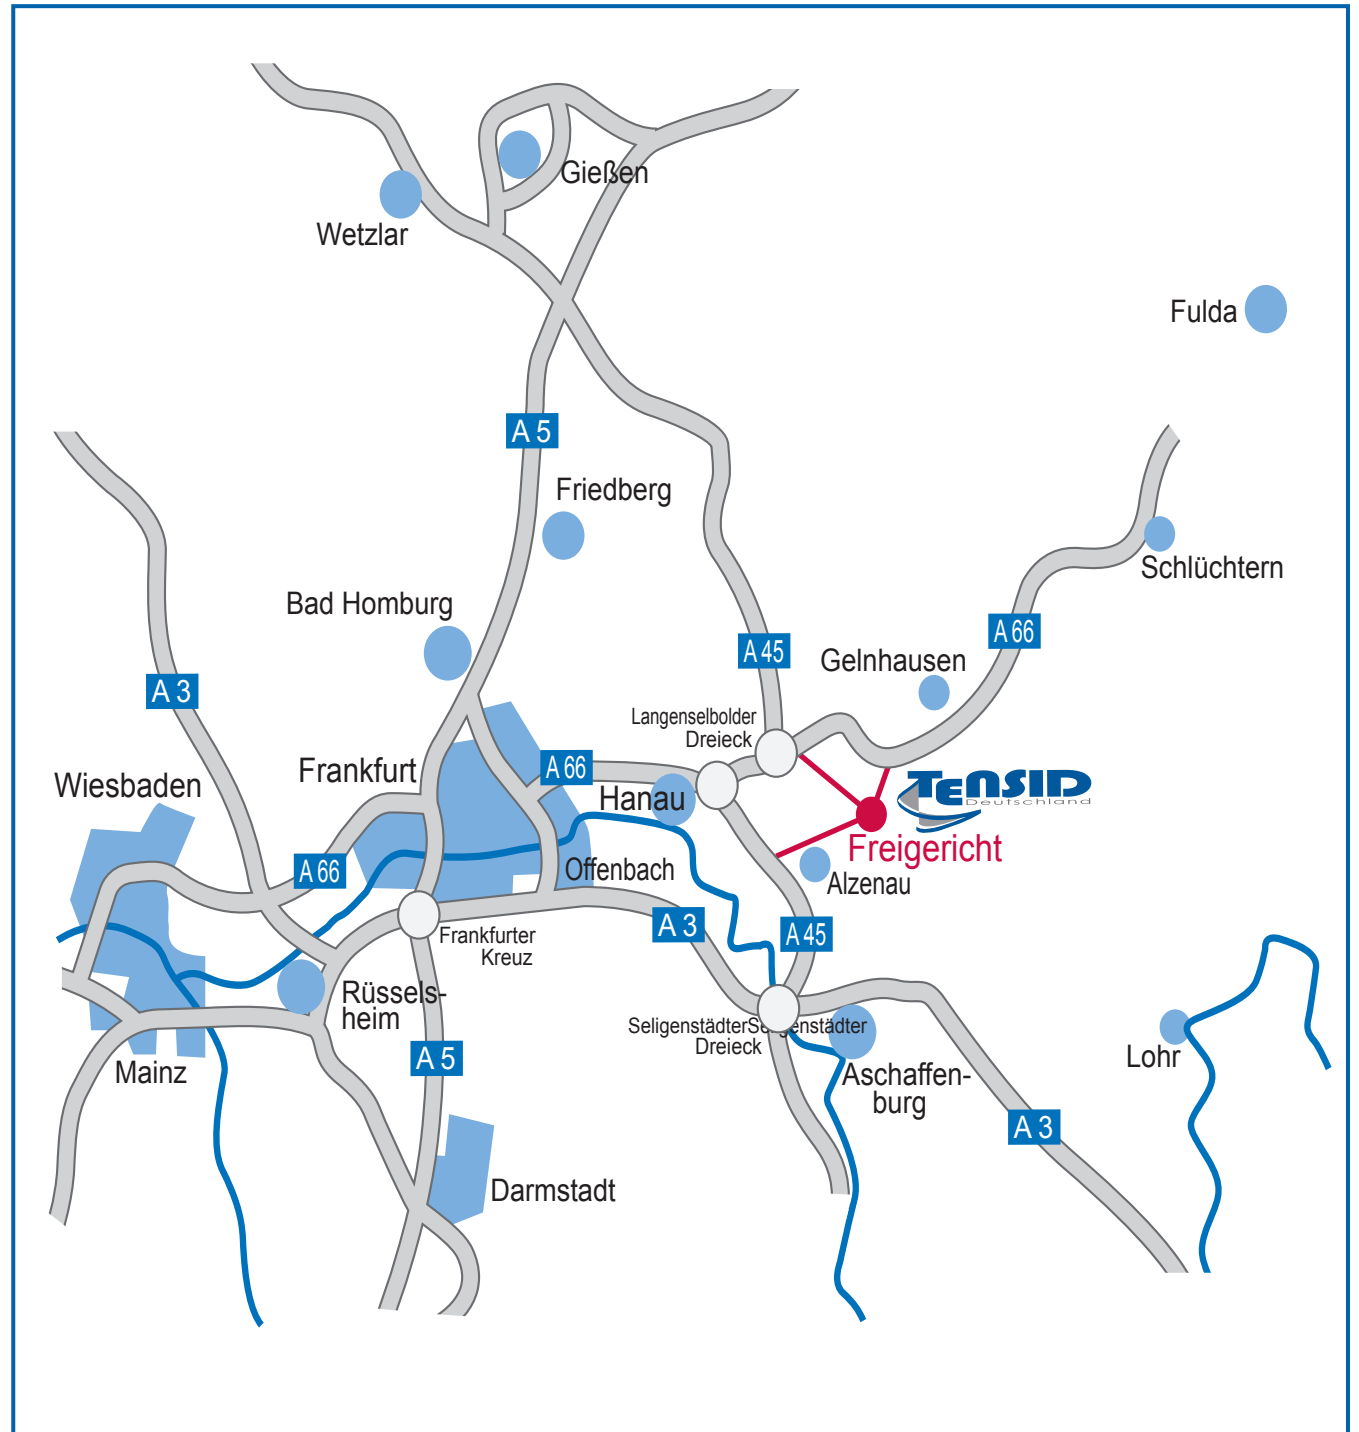 Gießen
Wetzlar
Fulda
A 5
Friedberg
Schlüchtern
Bad Homburg
A 66
A 45
Gelnhausen
A 3
Langenselbolder
Dreieck
Frankfurt
A 66
Wiesbaden
Hanau
TENSID
Deutschland
Freigericht
A 66
Offenbach
Alzenau
A 3
A 45
Frankfurter
Kreuz
Rüssels-
heim
SeligenstädterSeligenstädter
Dreieck
A 5
Mainz
Lohr
Aschaffen-
burg
A 3
Darmstadt